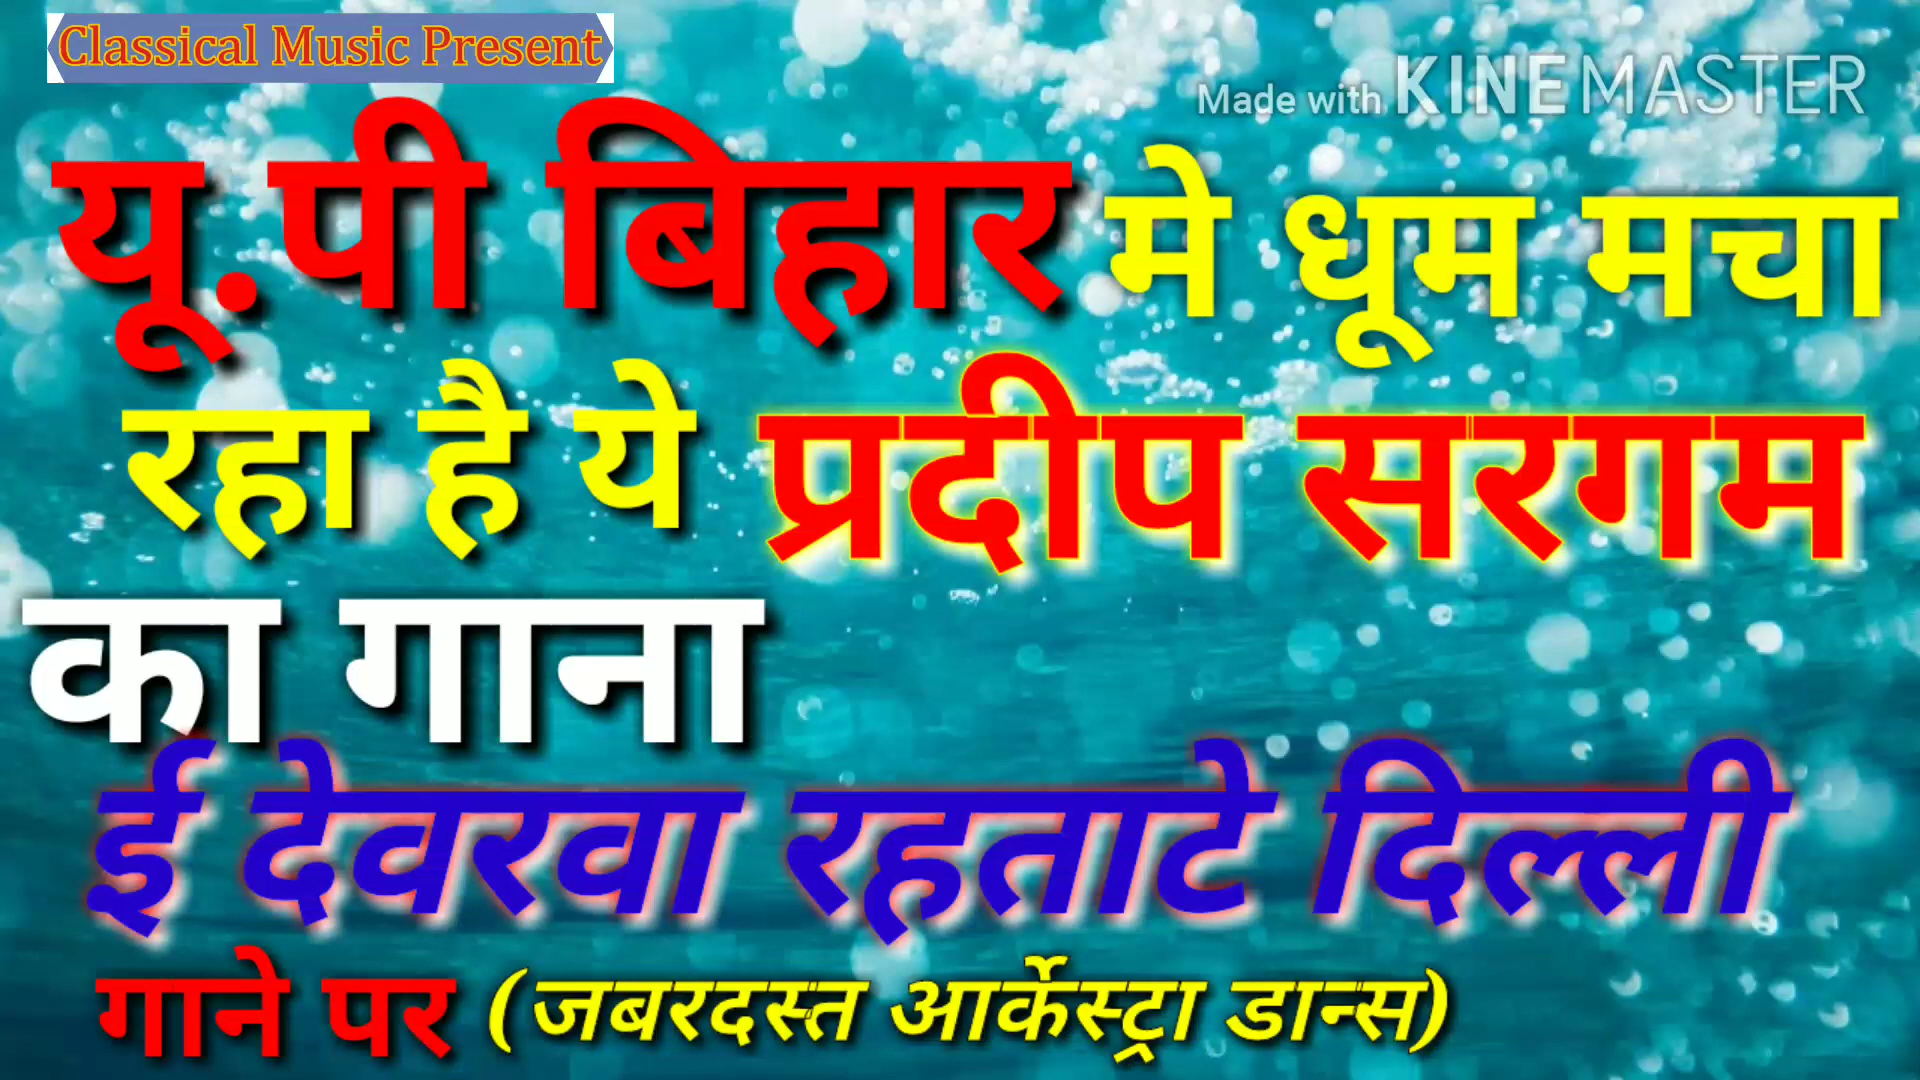 Classical Music Present
Made with KINEMASTER
यू.पी बिहार मे धूम मचा
रहा है ये प्रदीप सरगम
का गाना
ई देवरवा रहताटे दिल्ली
गाने पर (जबरदस्त आर्केस्ट्रा डान्स)